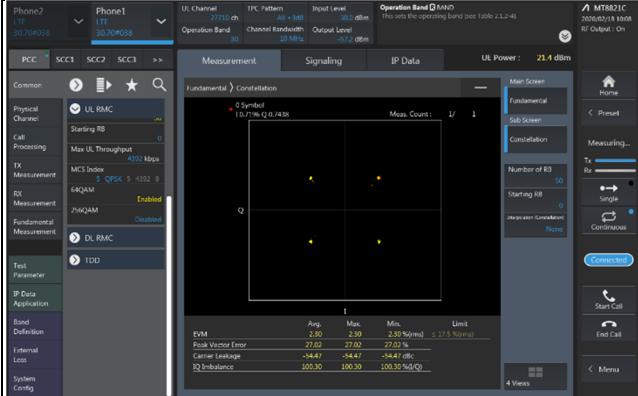 Phone2
LTE
30.70#038
Phone1
LTE
30.70#038
UL Channel
27710 ch
TPC Pattern
All +3dB
Input Level
30.0 dBm
Operation Band
30
Channel Bandwidth
10 MHz
Output Level
-57.2 dBm
Operation Band BAND
This sets the operating band (see Table 2.1.2-4).
MT8821C
2020/02/18 10:08
RF Output : On
PCC
SCC1
SCC2
SCC3
>>
Measurement
Signaling
IP Data
UL Power : 21.4 dBm
Common
Physical
Channel
Call
Processing
TX
Measurement
RX
Measurement
Fundamental
Measurement
Test
Parameter
IP Data
Application
Band
Definition
External
Loss
System
Config
UL RMC
50
Starting RB
0
Max UL Throughput
4392 kbps
MCS Index
5 QPSK 5 4392 8
64QAM
Enabled
256QAM
Disabled
DL RMC
TDD
Fundamental > Constellation
0 Symbol
I 0.7196 Q 0.7438
Meas. Count : 1/ 1
Q
I
Avg. Max. Min. Limit
EVM 2.30 2.30 2.30 %(rms) ≤ 17.5 %(rms)
Peak Vector Error 27.02 27.02 27.02 %
Carrier Leakage -54.47 -54.47 -54.47 dBc
IQ Imbalance 100.30 100.30 100.30 %(I/Q)
Main Screen
Fundamental
Sub Screen
Constellation
Number of RB
50
Starting RB
0
Interpolation (Constellation)
None
4 Views
Home
< Preset
Measuring...
Tx
Rx
Single
Continuous
Connected
Start Call
End Call
< Menu